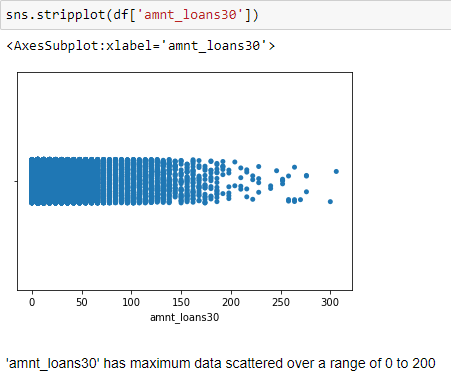 sns.stripplot(df['amnt_loans30'])
<AxesSubplot:xlabel='amnt_loans30'>
0 50 100 150 200 250 300
amnt_loans30
'amnt_loans30' has maximum data scattered over a range of 0 to 200